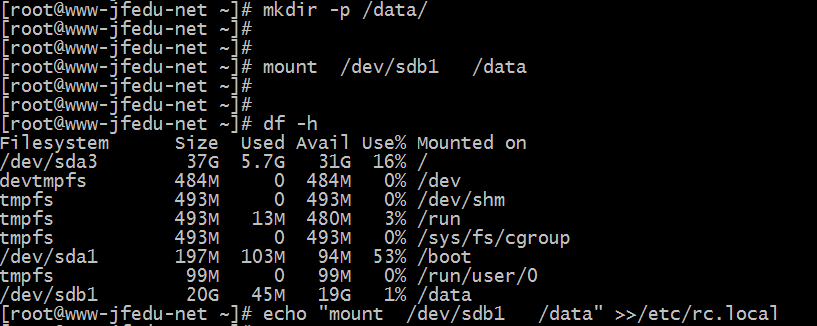 [root@www-jfedu-net ~]# mkdir -p /data/
[root@www-jfedu-net ~]#
[root@www-jfedu-net ~]#
[root@www-jfedu-net ~]# mount  /dev/sdb1   /data
[root@www-jfedu-net ~]#
[root@www-jfedu-net ~]#
[root@www-jfedu-net ~]# df -h
Filesystem      Size  Used Avail Use% Mounted on
/dev/sda3        37G  5.7G   31G  16% /
devtmpfs        484M     0  484M   0% /dev
tmpfs           493M     0  493M   0% /dev/shm
tmpfs           493M   13M  480M   3% /run
tmpfs           493M     0  493M   0% /sys/fs/cgroup
/dev/sda1       197M  103M   94M  53% /boot
tmpfs            99M     0   99M   0% /run/user/0
/dev/sdb1        20G   45M   19G   1% /data
[root@www-jfedu-net ~]# echo "mount  /dev/sdb1   /data" >>/etc/rc.local